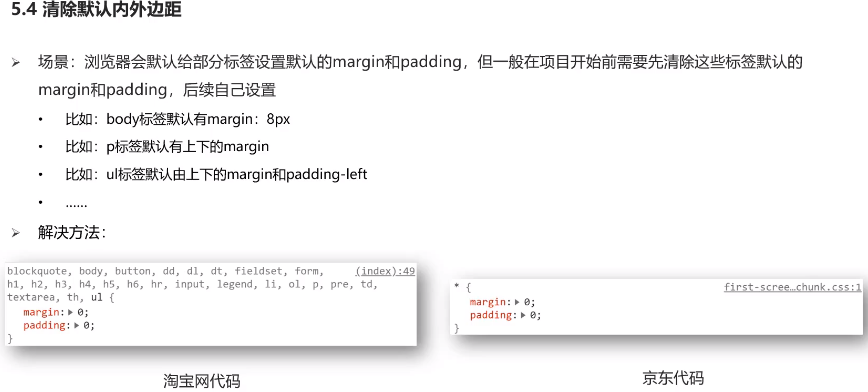 5.4 清除默认内外边距
➢ 场景：浏览器会默认给部分标签设置默认的margin和padding，但一般在项目开始前需要先清除这些标签默认的
margin和padding，后续自己设置
• 比如：body标签默认有margin：8px
• 比如：p标签默认有上下的margin
• 比如：ul标签默认由上下的margin和padding-left
• ......
➢ 解决方法：
blockquote, body, button, dd, dl, dt, fieldset, form, (index):49
h1, h2, h3, h4, h5, h6, hr, input, legend, li, ol, p, pre, td,
textarea, th, ul {
margin:▶ 0;
padding:▶ 0;
}
* { first-scree…chunk.css:1
margin:▶ 0;
padding:▶ 0;
}
淘宝网代码
京东代码